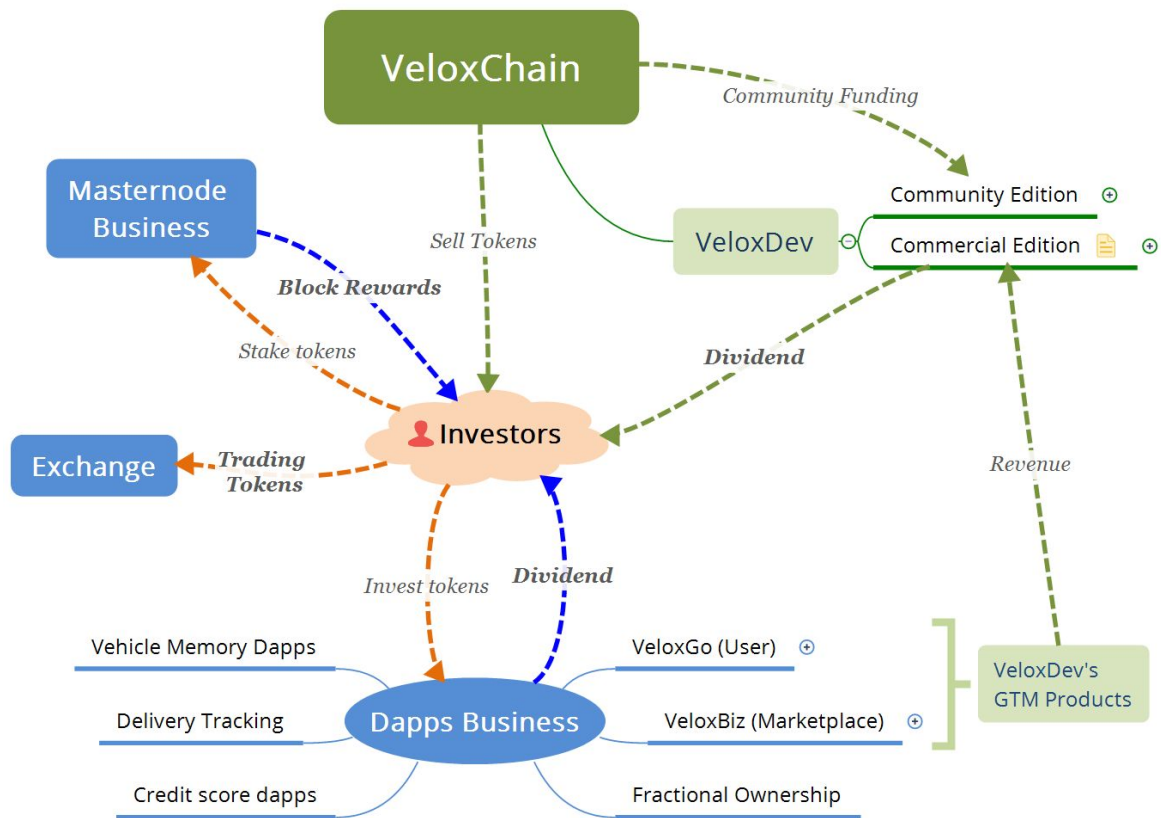 VeloxChain
Community Funding
Masternode
Business
Community Edition
Sell Tokens
VeloxDev
Commercial Edition
Block Rewards
Stake tokens
Dividend
Investors
Exchange
Trading
Tokens
Revenue
Invest tokens
Dividend
Vehicle Memory Dapps
VeloxGo (User)
VeloxDev's
GTM Products
Delivery Tracking
Dapps Business
VeloxBiz (Marketplace)
Credit score dapps
Fractional Ownership